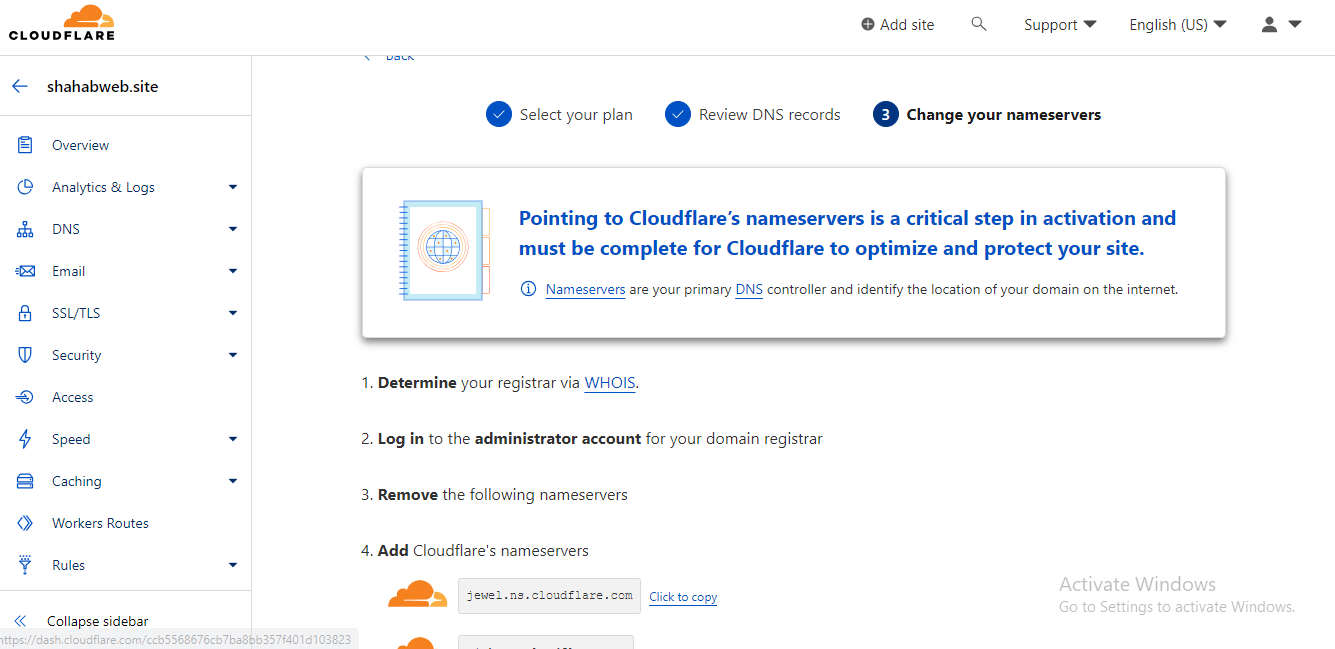 CLOUDFLARE
Add site
Support
English (US)
shahabweb.site
Overview
Analytics & Logs
DNS
Email
SSL/TLS
Security
Access
Speed
Caching
Workers Routes
Rules
Collapse sidebar
https://dash.cloudflare.com/ccb5568676cb7ba8bb357f401d103823
Back
Select your plan
Review DNS records
3 Change your nameservers
Pointing to Cloudflare’s nameservers is a critical step in activation and
must be complete for Cloudflare to optimize and protect your site.
Nameservers are your primary DNS controller and identify the location of your domain on the internet.
1. Determine your registrar via WHOIS.
2. Log in to the administrator account for your domain registrar
3. Remove the following nameservers
4. Add Cloudflare's nameservers
jewel.ns.cloudflare.com Click to copy
Activate Windows
Go to Settings to activate Windows.